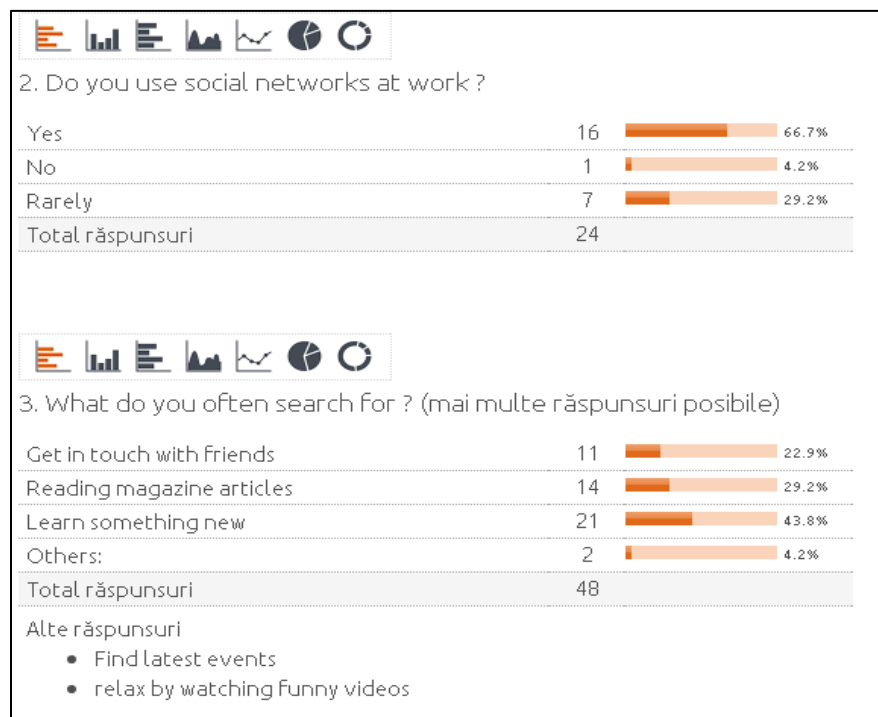 2. Do you use social networks at work ?
Yes 16 66.7%
No 1 4.2%
Rarely 7 29.2%
Total răspunsuri 24
3. What do you often search for ? (mai multe răspunsuri posibile)
Get in touch with friends 11 22.9%
Reading magazine articles 14 29.2%
Learn something new 21 43.8%
Others: 2 4.2%
Total răspunsuri 48
Alte răspunsuri
• Find latest events
• relax by watching funny videos